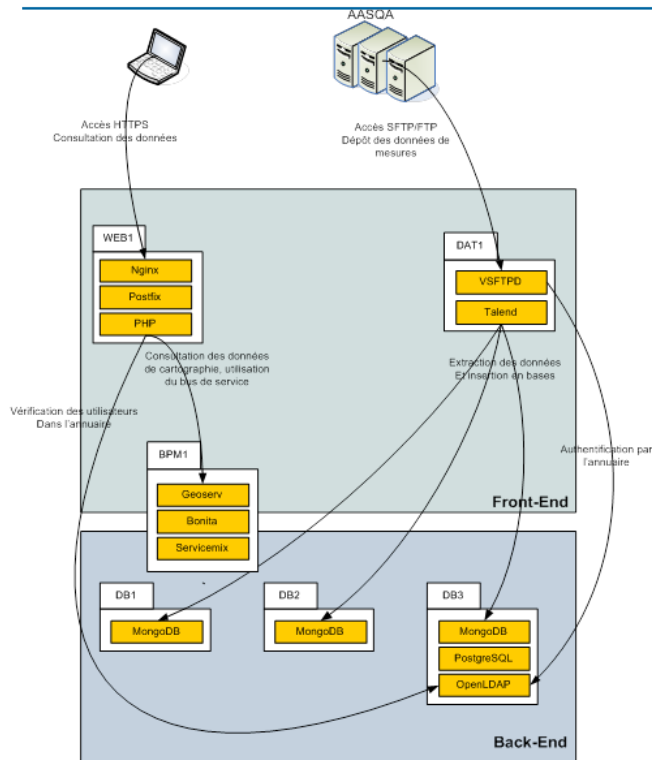 AASQA
Accès HTTPS
Consultation des données
Accès SFTP/FTP
Dépôt des données de
mesures
WEB1
Nginx
Postfix
PHP
DAT1
VSFTPD
Talend
Consultation des données
de cartographie, utilisation
du bus de service
Extraction des données
Et insertion en bases
Vérification des utilisateurs
Dans l'annuaire
Authentification par
l'annuaire
BPM1
Geoserv
Bonita
Servicemix
Front-End
DB1
MongoDB
DB2
MongoDB
DB3
MongoDB
PostgreSQL
OpenLDAP
Back-End